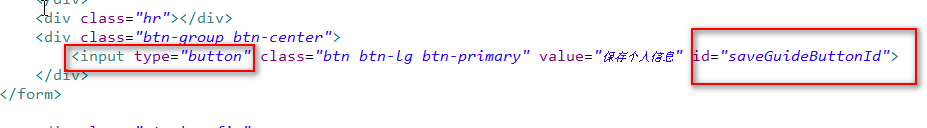 <div class="hr"></div>
<div class="btn-group btn-center">
<input type="button" class="btn btn-lg btn-primary" value="保存个人信息" id="saveGuideButtonId">
</div>
</form>